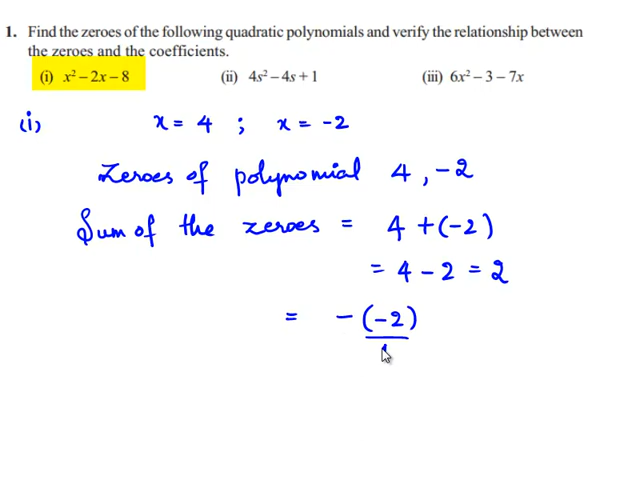 1. Find the zeroes of the following quadratic polynomials and verify the relationship between
the zeroes and the coefficients.
(i) x² – 2x – 8 (ii) 4s² – 4s + 1 (iii) 6x² – 3 – 7x
(i) x = 4 ; x = -2
Zeroes of polynomial 4, -2
Sum of the zeroes = 4 + (-2)
= 4 - 2 = 2
= - (-2)